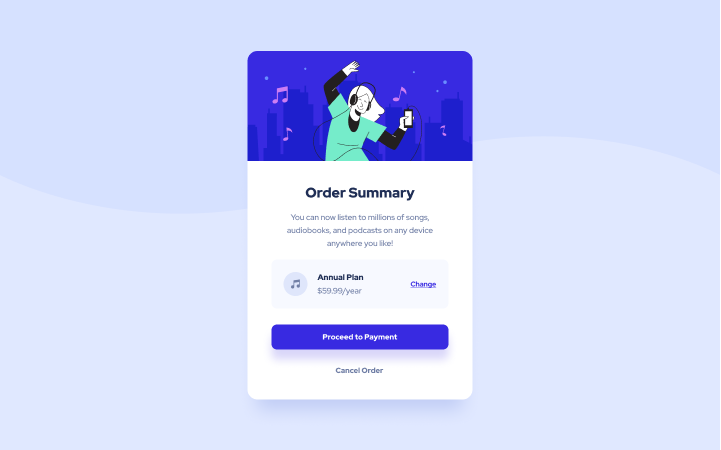 Order Summary
You can now listen to millions of songs,
audiobooks, and podcasts on any device
anywhere you like!
Annual Plan
$59.99/year
Change
Proceed to Payment
Cancel Order